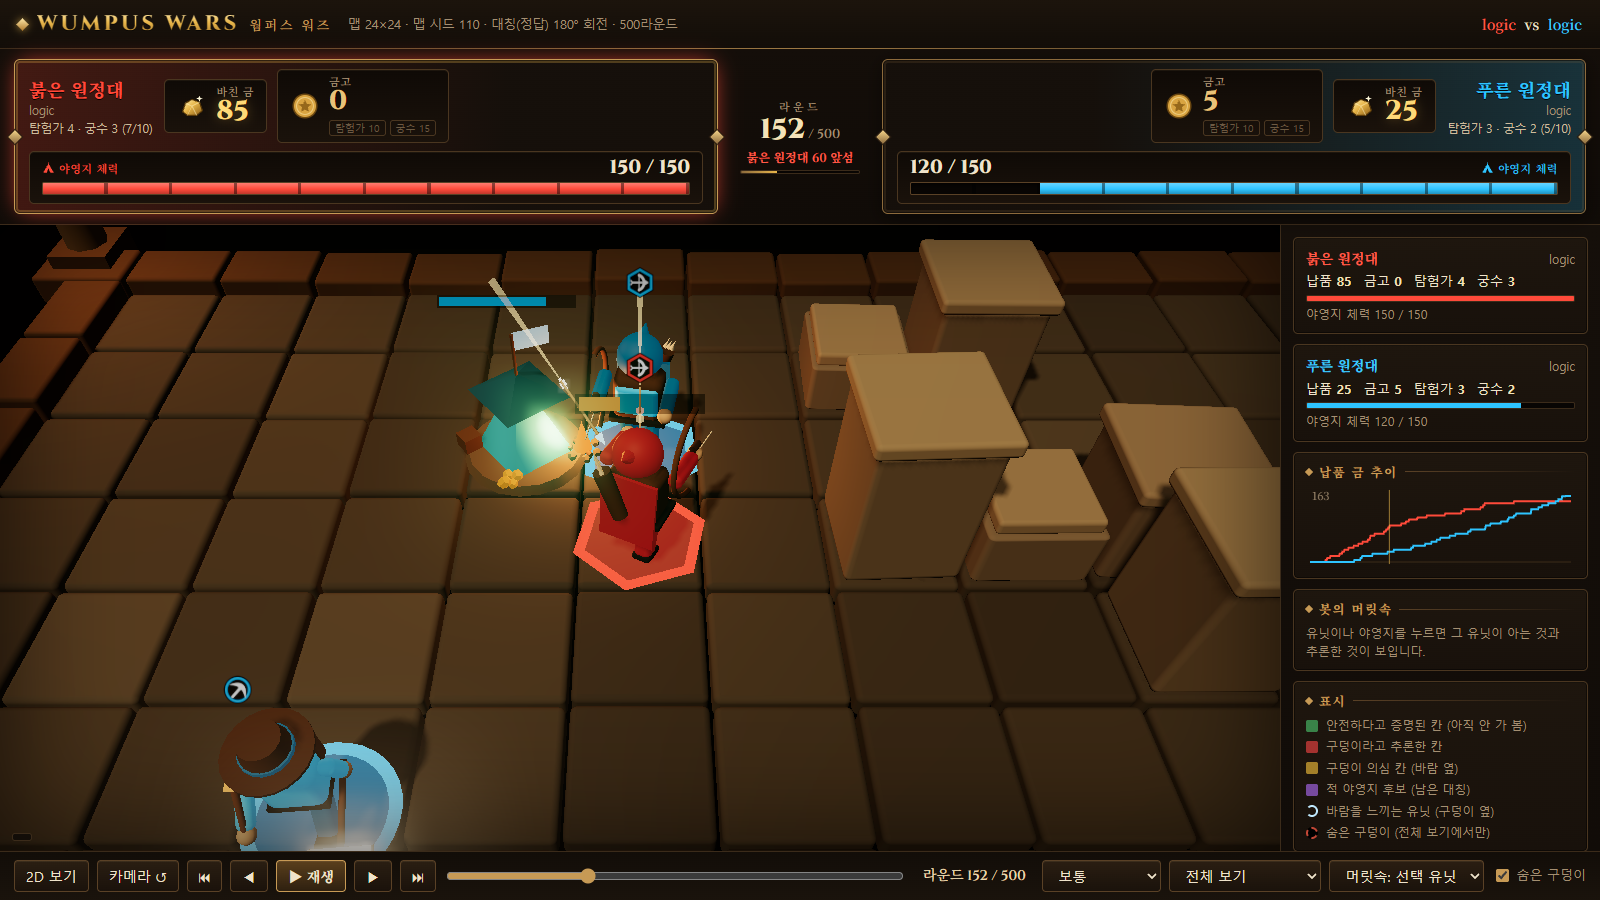 WUMPUS WARS 웜퍼스 워즈 맵 24×24 · 맵 시드 110 · 대칭(정답) 180° 회전 · 500라운드
logic vs logic
붉은 원정대
logic
탐험가 4 · 궁수 3 (7/10)
바친 금
85
금고
0
탐험가 10 궁수 15
야영지 체력
150 / 150
라운드
152 / 500
붉은 원정대 60 앞섬
금고
5
탐험가 10 궁수 15
바친 금
25
푸른 원정대
logic
탐험가 3 · 궁수 2 (5/10)
120 / 150
야영지 체력
붉은 원정대 logic
납품 85 금고 0 탐험가 4 궁수 3
야영지 체력 150 / 150
푸른 원정대 logic
납품 25 금고 5 탐험가 3 궁수 2
야영지 체력 120 / 150
납품 금 추이
163
봇의 머릿속
유닛이나 야영지를 누르면 그 유닛이 아는 것과
추론한 것이 보입니다.
표시
안전하다고 증명된 칸 (아직 안 가 봄)
구덩이라고 추론한 칸
구덩이 의심 칸 (바람 옆)
적 야영지 후보 (남은 대칭)
바람을 느끼는 유닛 (구덩이 옆)
숨은 구덩이 (전체 보기에서만)
2D 보기 카메라 ↺ ⏮ ◀ ▶ 재생 ▶ ⏭ 라운드 152 / 500 보통 전체 보기 머릿속: 선택 유닛 숨은 구덩이